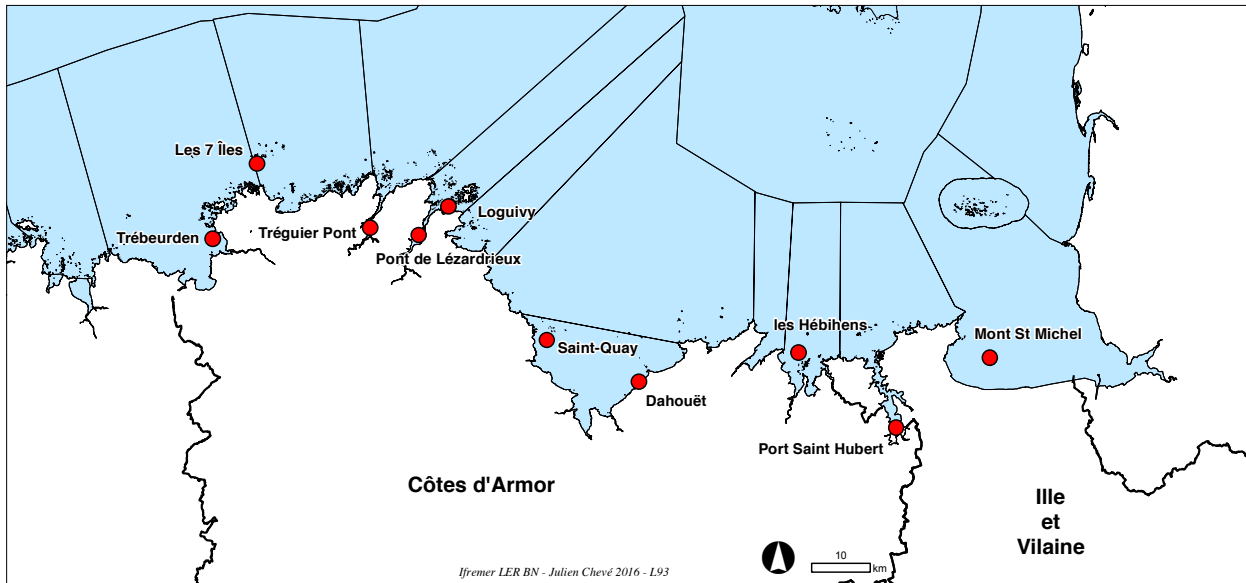 Les 7 Îles
Loguivy
Trébeurden
Tréguier Pont
Pont de Lézardrieux
les Hébihens
Mont St Michel
Saint-Quay
Dahouët
Port Saint Hubert
Côtes d'Armor
Ille
et
Vilaine
10
km
Ifremer LER BN - Julien Chevé 2016 - L93